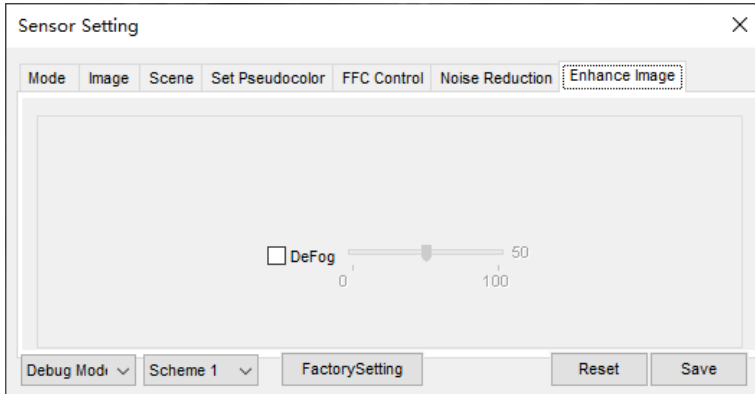 Sensor Setting
Mode Image Scene Set Pseudocolor FFC Control Noise Reduction Enhance Image
DeFog 50
0 100
Debug Mod Scheme 1 FactorySetting Reset Save